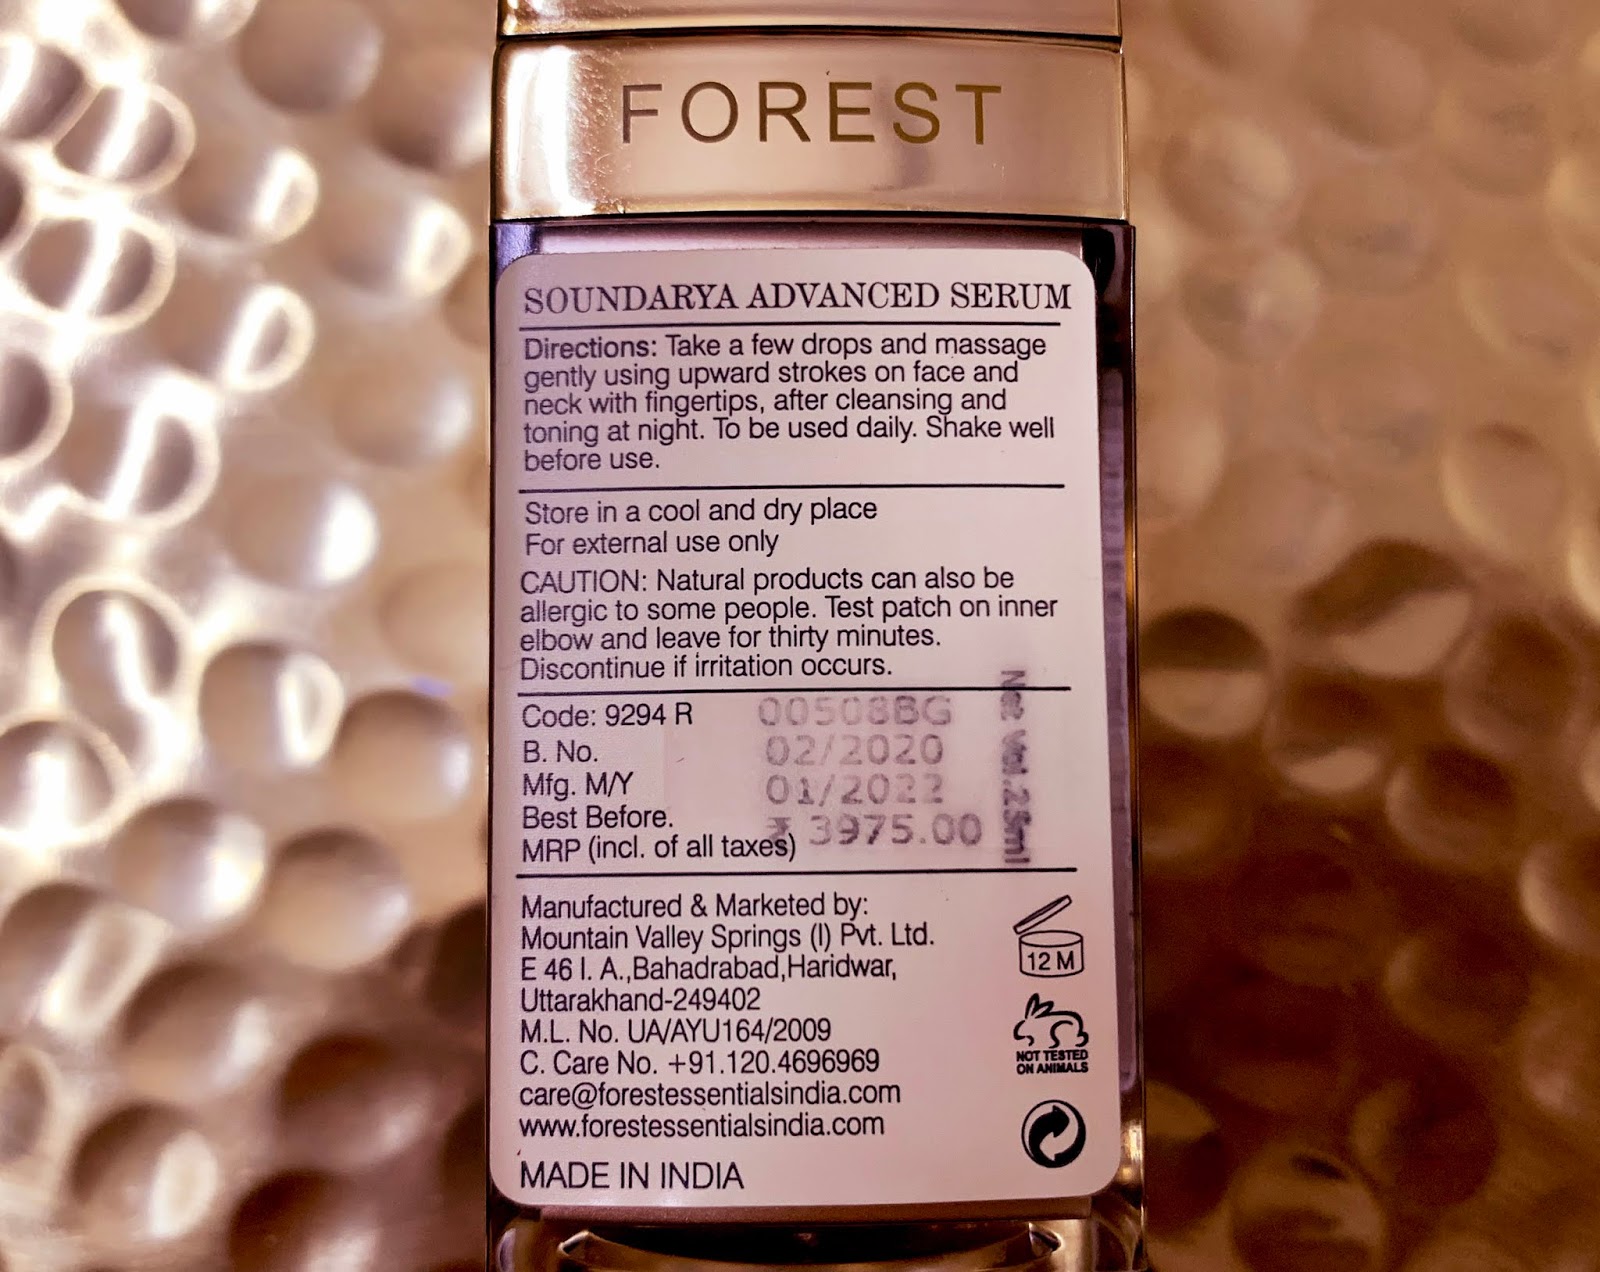 FOREST
SOUNDARYA ADVANCED SERUM
Directions: Take a few drops and massage
gently using upward strokes on face and
neck with fingertips, after cleansing and
toning at night. To be used daily. Shake well
before use.
Store in a cool and dry place
For external use only
CAUTION: Natural products can also be
allergic to some people. Test patch on inner
elbow and leave for thirty minutes.
Discontinue if irritation occurs.
Code: 9294 R
B. No. 00508BG
Mfg. M/Y 02/2020
Best Before. 01/2022
MRP (incl. of all taxes) ₹ 3975.00
Net Vol.25ml
Manufactured & Marketed by:
Mountain Valley Springs (I) Pvt. Ltd.
E 46 I. A.,Bahadrabad,Haridwar,
Uttarakhand-249402
M.L. No. UA/AYU164/2009
C. Care No. +91.120.4696969
care@forestessentialsindia.com
www.forestessentialsindia.com
MADE IN INDIA
12 M
NOT TESTED
ON ANIMALS